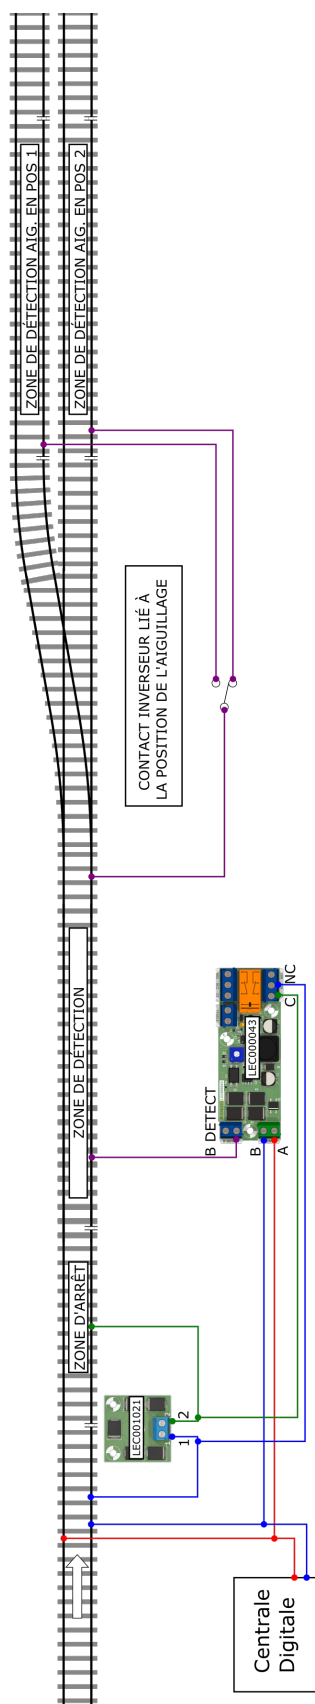 ZONE DE DÉTECTION AIG. EN POS 1
ZONE DE DÉTECTION AIG. EN POS 2
CONTACT INVERSEUR LIÉ À
LA POSITION DE L'AIGUILLAGE
ZONE DE DÉTECTION
ZONE D'ARRÊT
LEC000043
B DETECT
B
A
C
NC
LEC001021
1
2
Centrale
Digitale